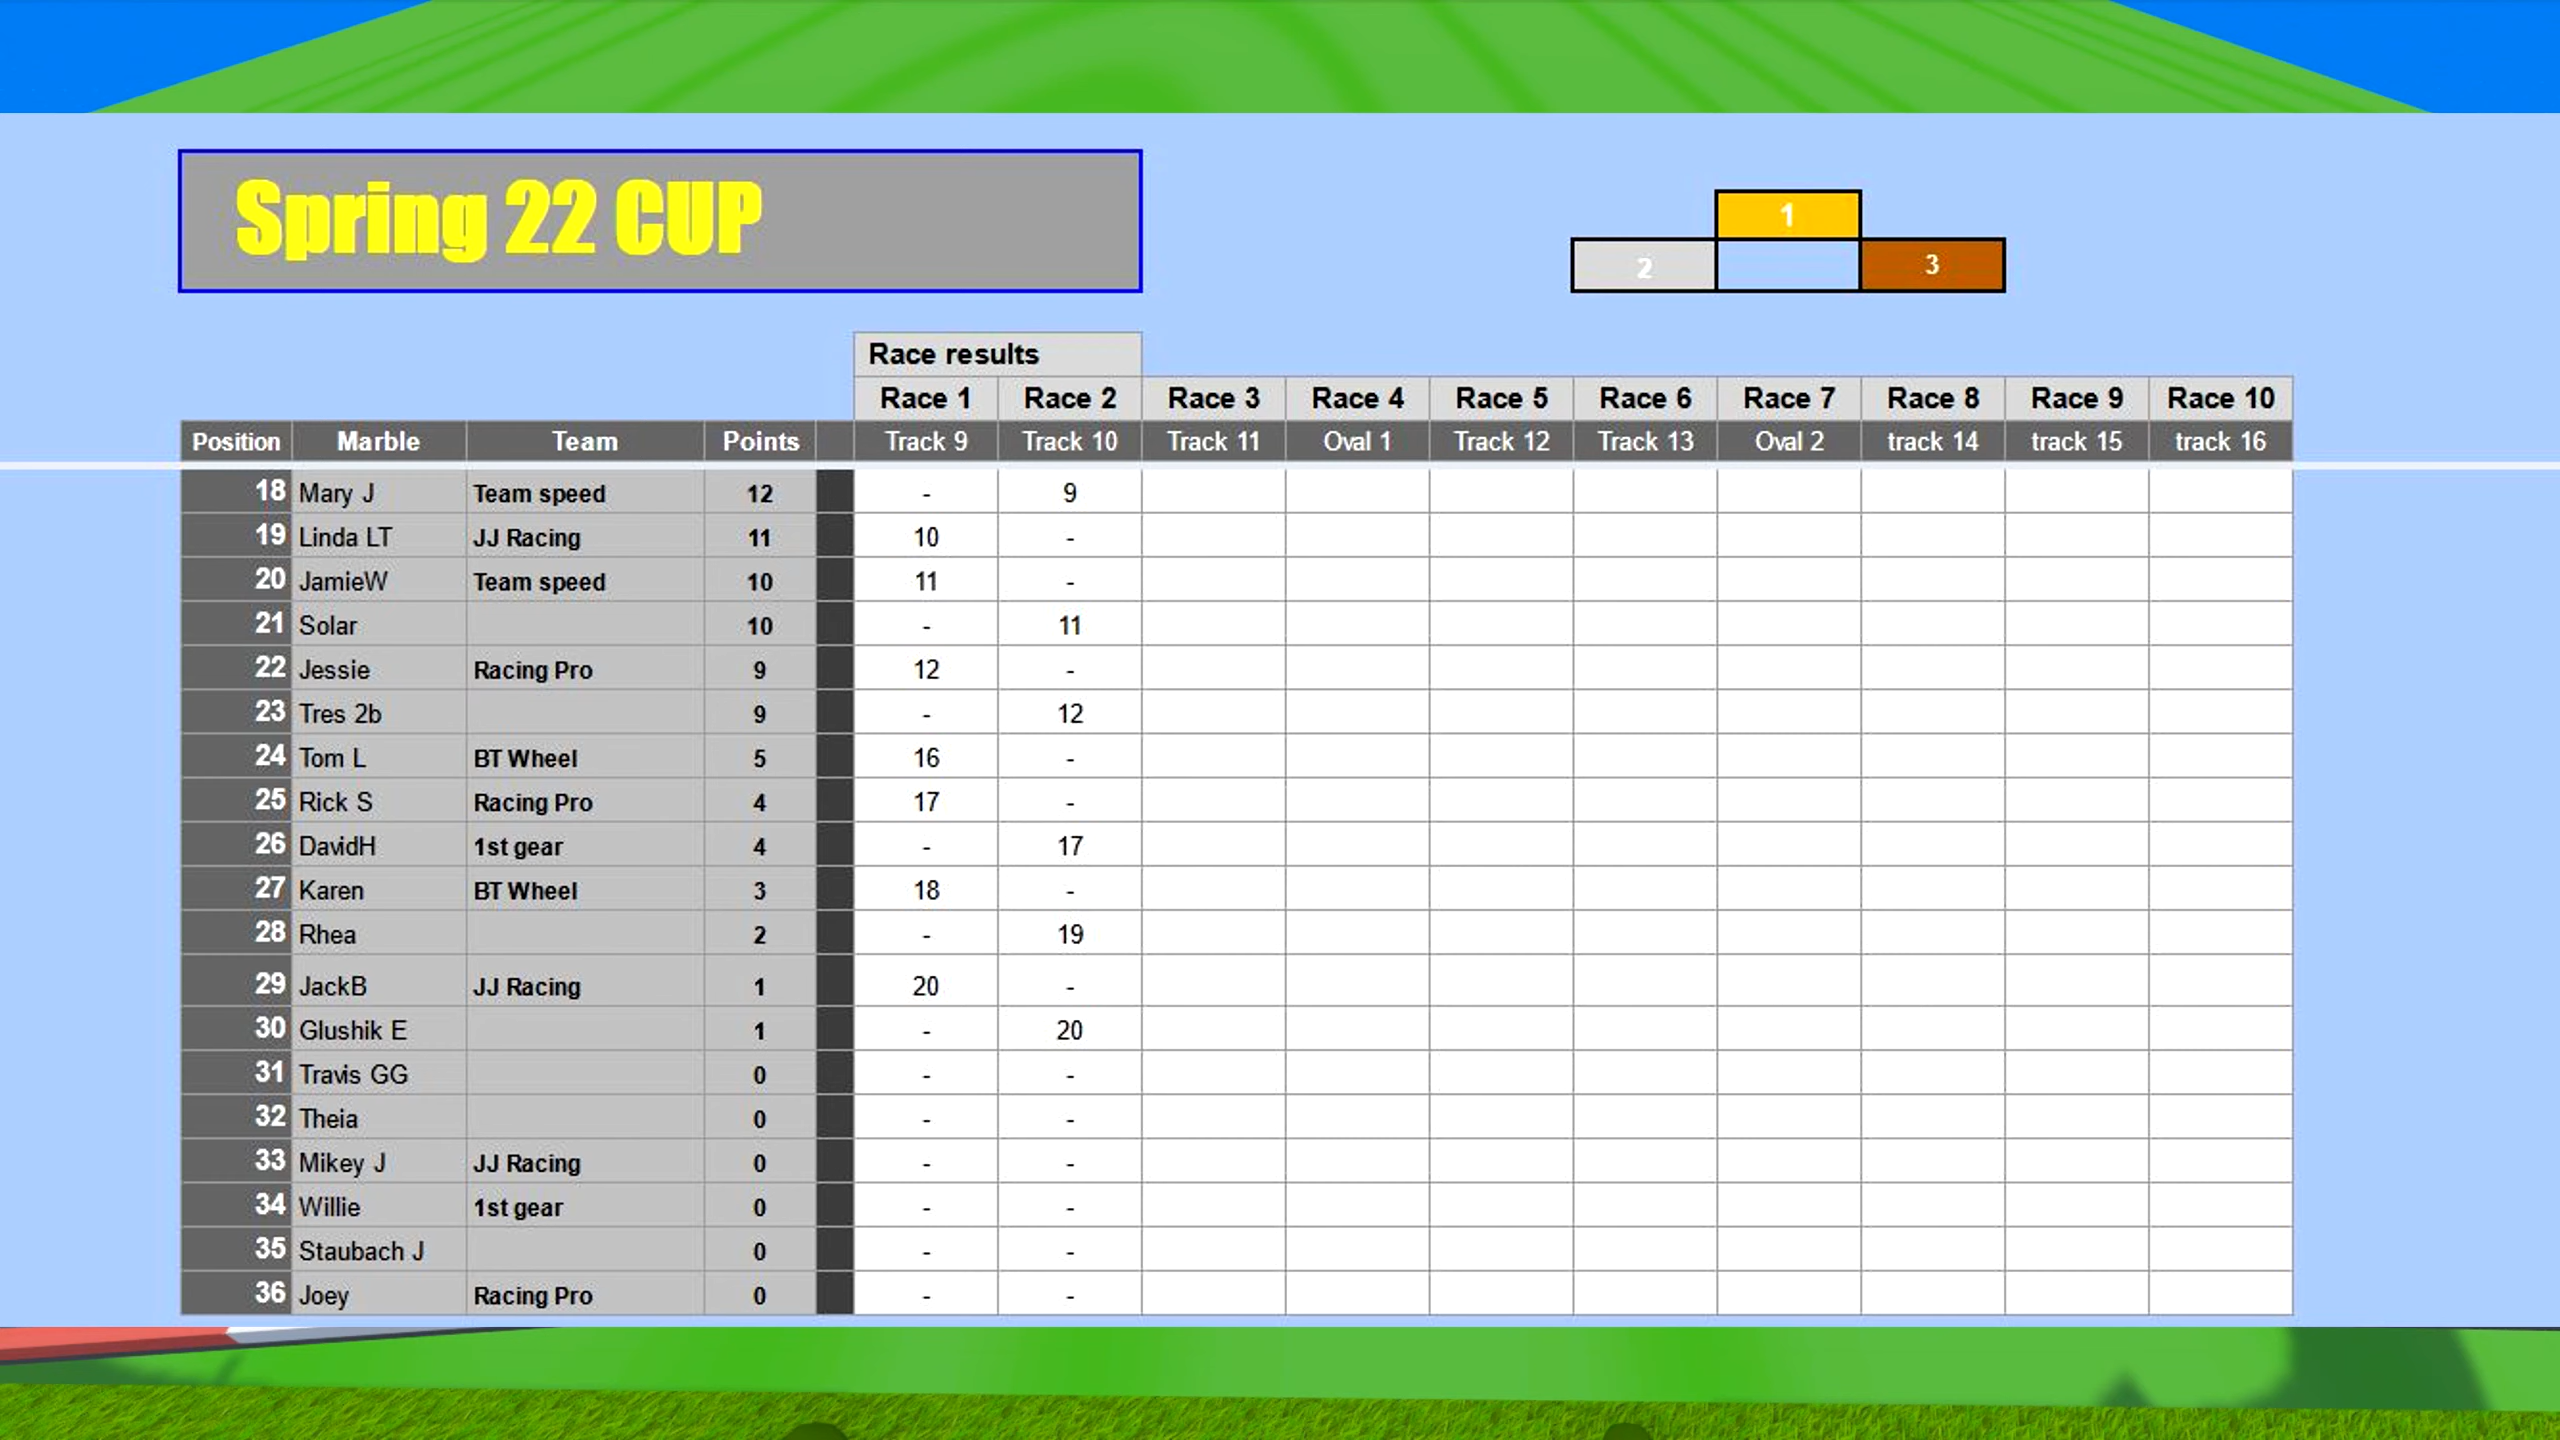 Spring 22 CUP
1
2 3
Race results
Race 1 Race 2 Race 3 Race 4 Race 5 Race 6 Race 7 Race 8 Race 9 Race 10
Position Marble Team Points Track 9 Track 10 Track 11 Oval 1 Track 12 Track 13 Oval 2 track 14 track 15 track 16
18 Mary J Team speed 12 - 9
19 Linda LT JJ Racing 11 10 -
20 JamieW Team speed 10 11 -
21 Solar 10 - 11
22 Jessie Racing Pro 9 12 -
23 Tres 2b 9 - 12
24 Tom L BT Wheel 5 16 -
25 Rick S Racing Pro 4 17 -
26 DavidH 1st gear 4 - 17
27 Karen BT Wheel 3 18 -
28 Rhea 2 - 19
29 JackB JJ Racing 1 20 -
30 Glushik E 1 - 20
31 Travis GG 0 - -
32 Theia 0 - -
33 Mikey J JJ Racing 0 - -
34 Willie 1st gear 0 - -
35 Staubach J 0 - -
36 Joey Racing Pro 0 - -